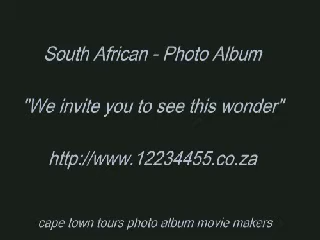 South African - Photo Album
"We invite you to see this wonder"
http://www.12234455.co.za
cape town tours photo album movie makers